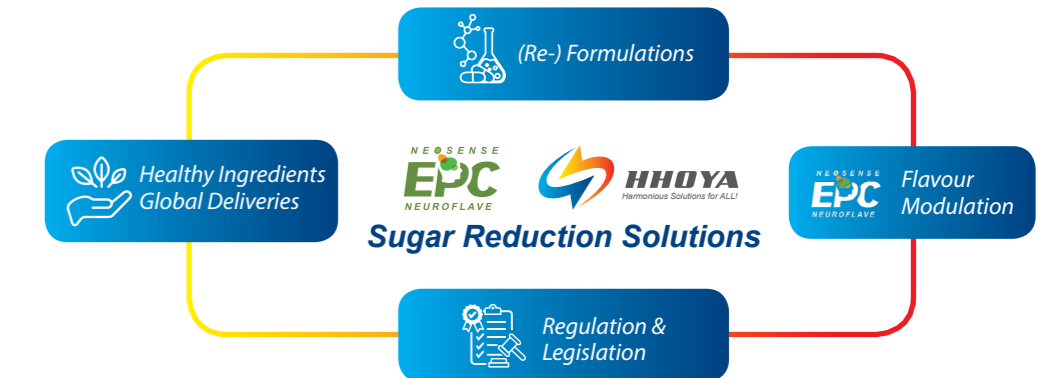 (Re-) Formulations
Healthy Ingredients
Global Deliveries
NEOSENSE
EPC
NEUROFLAVE
HHOYA
Harmonious Solutions for ALL!
Sugar Reduction Solutions
NEOSENSE
EPC
NEUROFLAVE
Flavour
Modulation
Regulation &
Legislation